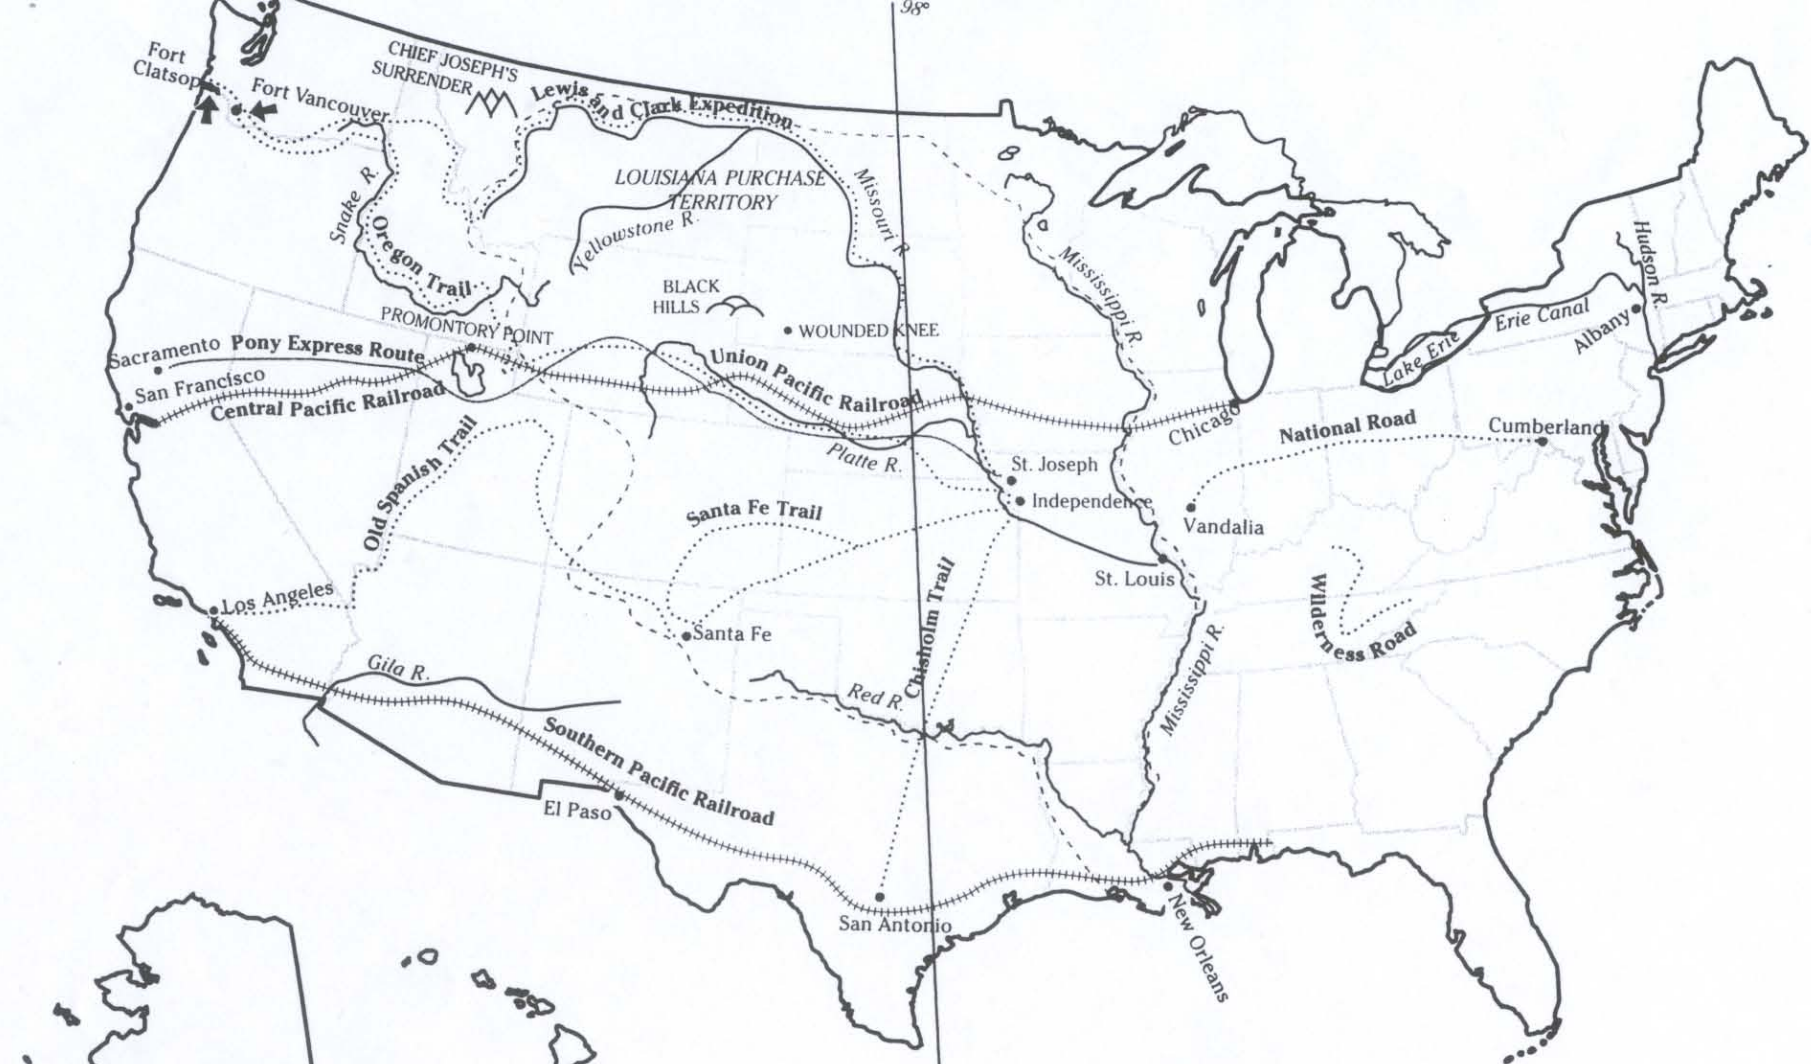 98°
Fort
Clatsop
Fort Vancouver
CHIEF JOSEPH'S
SURRENDER
Lewis and Clark Expedition
LOUISIANA PURCHASE
TERRITORY
Yellowstone R.
Missouri R.
Snake R.
Oregon Trail
Mississippi R.
Hudson R.
BLACK
HILLS
WOUNDED KNEE
PROMONTORY POINT
Erie Canal
Albany
Lake Erie
Sacramento
Pony Express Route
San Francisco
Central Pacific Railroad
Union Pacific Railroad
Chicago
National Road
Cumberland
Platte R.
St. Joseph
Independence
Vandalia
Old Spanish Trail
Santa Fe Trail
St. Louis
Chisholm Trail
Wilderness Road
Los Angeles
Santa Fe
Gila R.
Red R.
Mississippi R.
Southern Pacific Railroad
El Paso
San Antonio
New Orleans